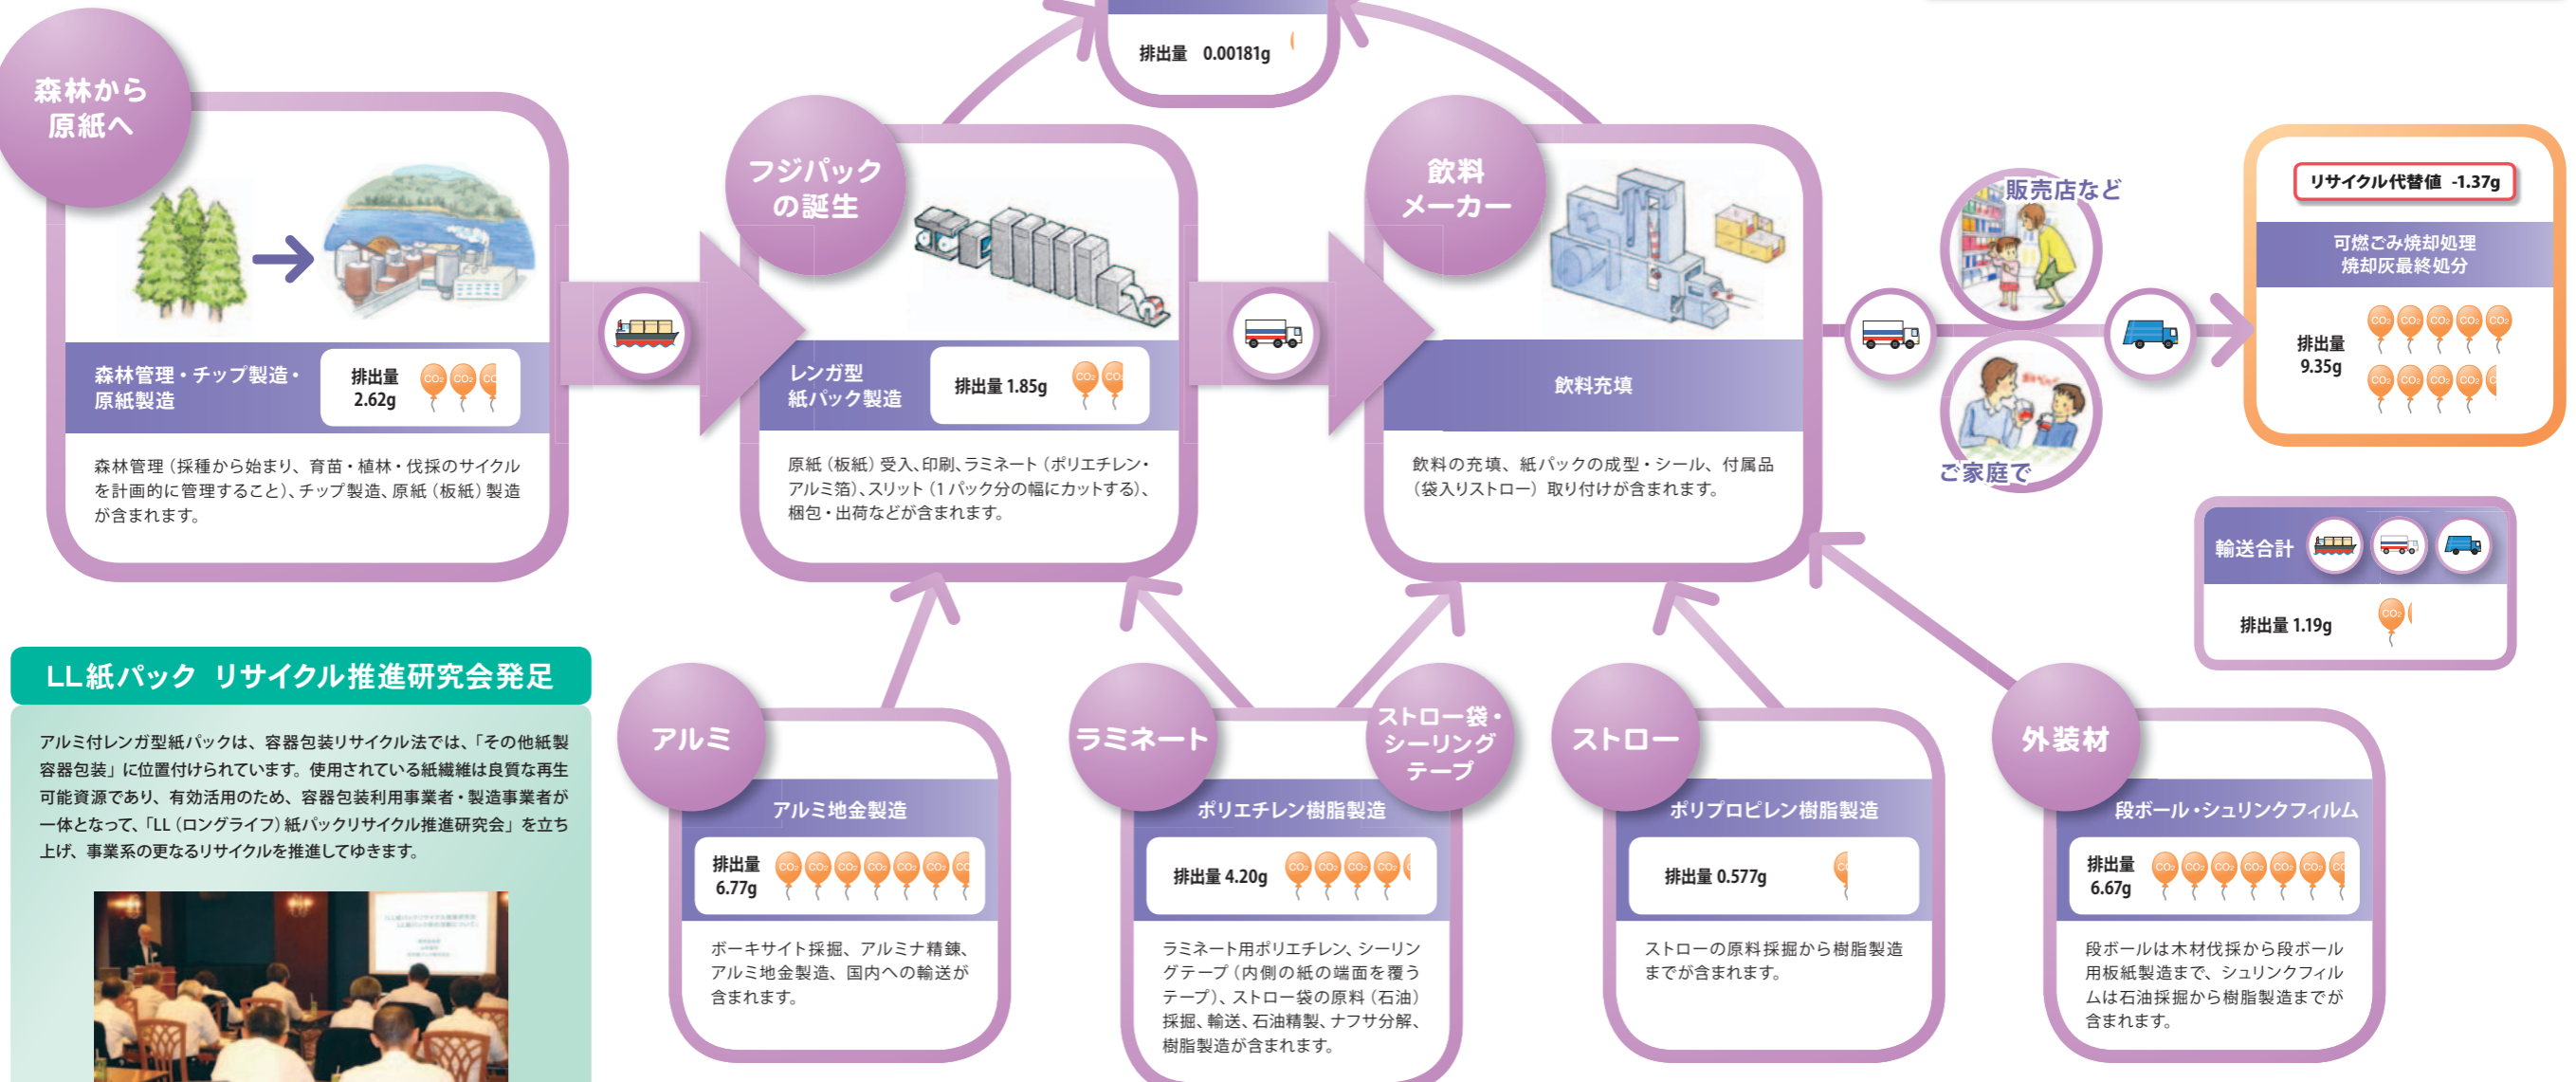 排出量 0.00181g
森林から
原紙へ
森林管理・チップ製造・
原紙製造
排出量
2.62g
CO₂ CO₂ CO
森林管理（採種から始まり、育苗・植林・伐採のサイクル
を計画的に管理すること）、チップ製造、原紙（板紙）製造
が含まれます。
フジパック
の誕生
レンガ型
紙パック製造
排出量 1.85g
CO₂ CO
原紙（板紙）受入、印刷、ラミネート（ポリエチレン・
アルミ箔）、スリット（1パック分の幅にカットする）、
梱包・出荷などが含まれます。
飲料
メーカー
飲料充填
飲料の充填、紙パックの成型・シール、付属品
（袋入りストロー）取り付けが含まれます。
販売店など
ご家庭で
リサイクル代替値 -1.37g
可燃ごみ焼却処理
焼却灰最終処分
排出量
9.35g
CO₂ CO₂ CO₂ CO₂ CO₂
CO₂ CO₂ CO₂ CO₂ C
輸送合計
排出量 1.19g
CO₂
LL紙パック リサイクル推進研究会発足
アルミ付レンガ型紙パックは、容器包装リサイクル法では、「その他紙製
容器包装」に位置付けられています。使用されている紙繊維は良質な再生
可能資源であり、有効活用のため、容器包装利用事業者・製造事業者が
一体となって、「LL（ロングライフ）紙パックリサイクル推進研究会」を立ち
上げ、事業系の更なるリサイクルを推進してゆきます。
アルミ
アルミ地金製造
排出量
6.77g
CO₂ CO₂ CO₂ CO₂ CO₂ CO₂ CO
ボーキサイト採掘、アルミナ精錬、
アルミ地金製造、国内への輸送が
含まれます。
ラミネート
ストロー袋・
シーリング
テープ
ポリエチレン樹脂製造
排出量 4.20g
CO₂ CO₂ CO₂ CO₂
ラミネート用ポリエチレン、シーリン
グテープ（内側の紙の端面を覆う
テープ）、ストロー袋の原料（石油）
採掘、輸送、石油精製、ナフサ分解、
樹脂製造が含まれます。
ストロー
ポリプロピレン樹脂製造
排出量 0.577g
CO
ストローの原料採掘から樹脂製造
までが含まれます。
外装材
段ボール・シュリンクフィルム
排出量
6.67g
CO₂ CO₂ CO₂ CO₂ CO₂ CO₂ CO
段ボールは木材伐採から段ボール
用板紙製造まで、シュリンクフィル
ムは石油採掘から樹脂製造までが
含まれます。